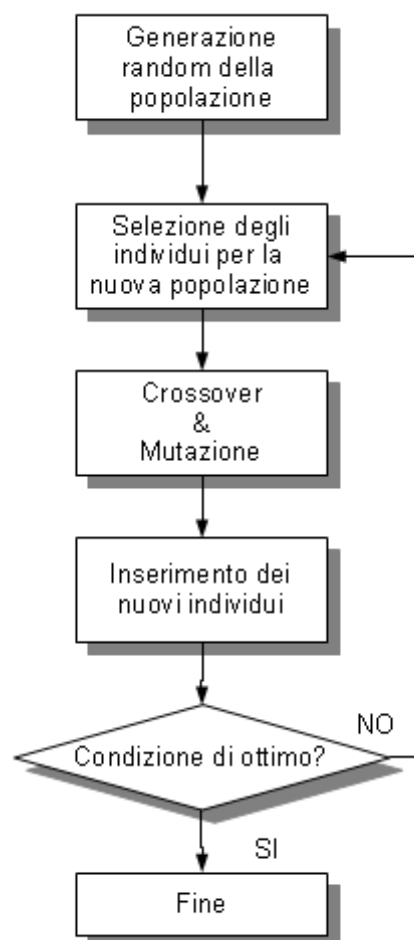 Generazione
random della
popolazione
Selezione degli
individui per la
nuova popolazione
Crossover
&
Mutazione
Inserimento dei
nuovi individui
Condizione di ottimo?
NO
SI
Fine